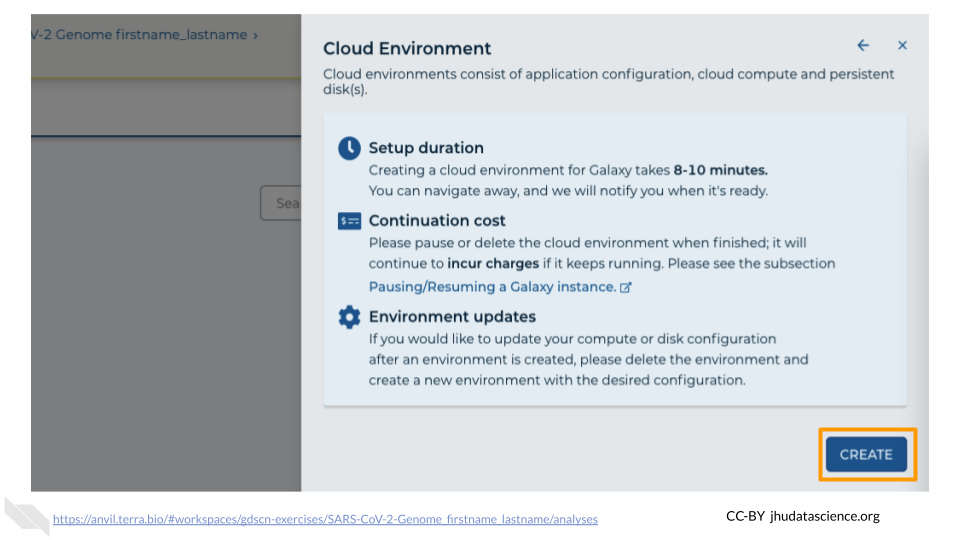 V-2 Genome firstname_lastname ›
Sea
Cloud Environment
Cloud environments consist of application configuration, cloud compute and persistent
disk(s).
Setup duration
Creating a cloud environment for Galaxy takes 8-10 minutes.
You can navigate away, and we will notify you when it's ready.
Continuation cost
Please pause or delete the cloud environment when finished; it will
continue to incur charges if it keeps running. Please see the subsection
Pausing/Resuming a Galaxy instance.
Environment updates
If you would like to update your compute or disk configuration
after an environment is created, please delete the environment and
create a new environment with the desired configuration.
CREATE
https://anvil.terra.bio/#workspaces/gdscn-exercises/SARS-CoV-2-Genome_firstname_lastname/analyses
CC-BY jhudatascience.org